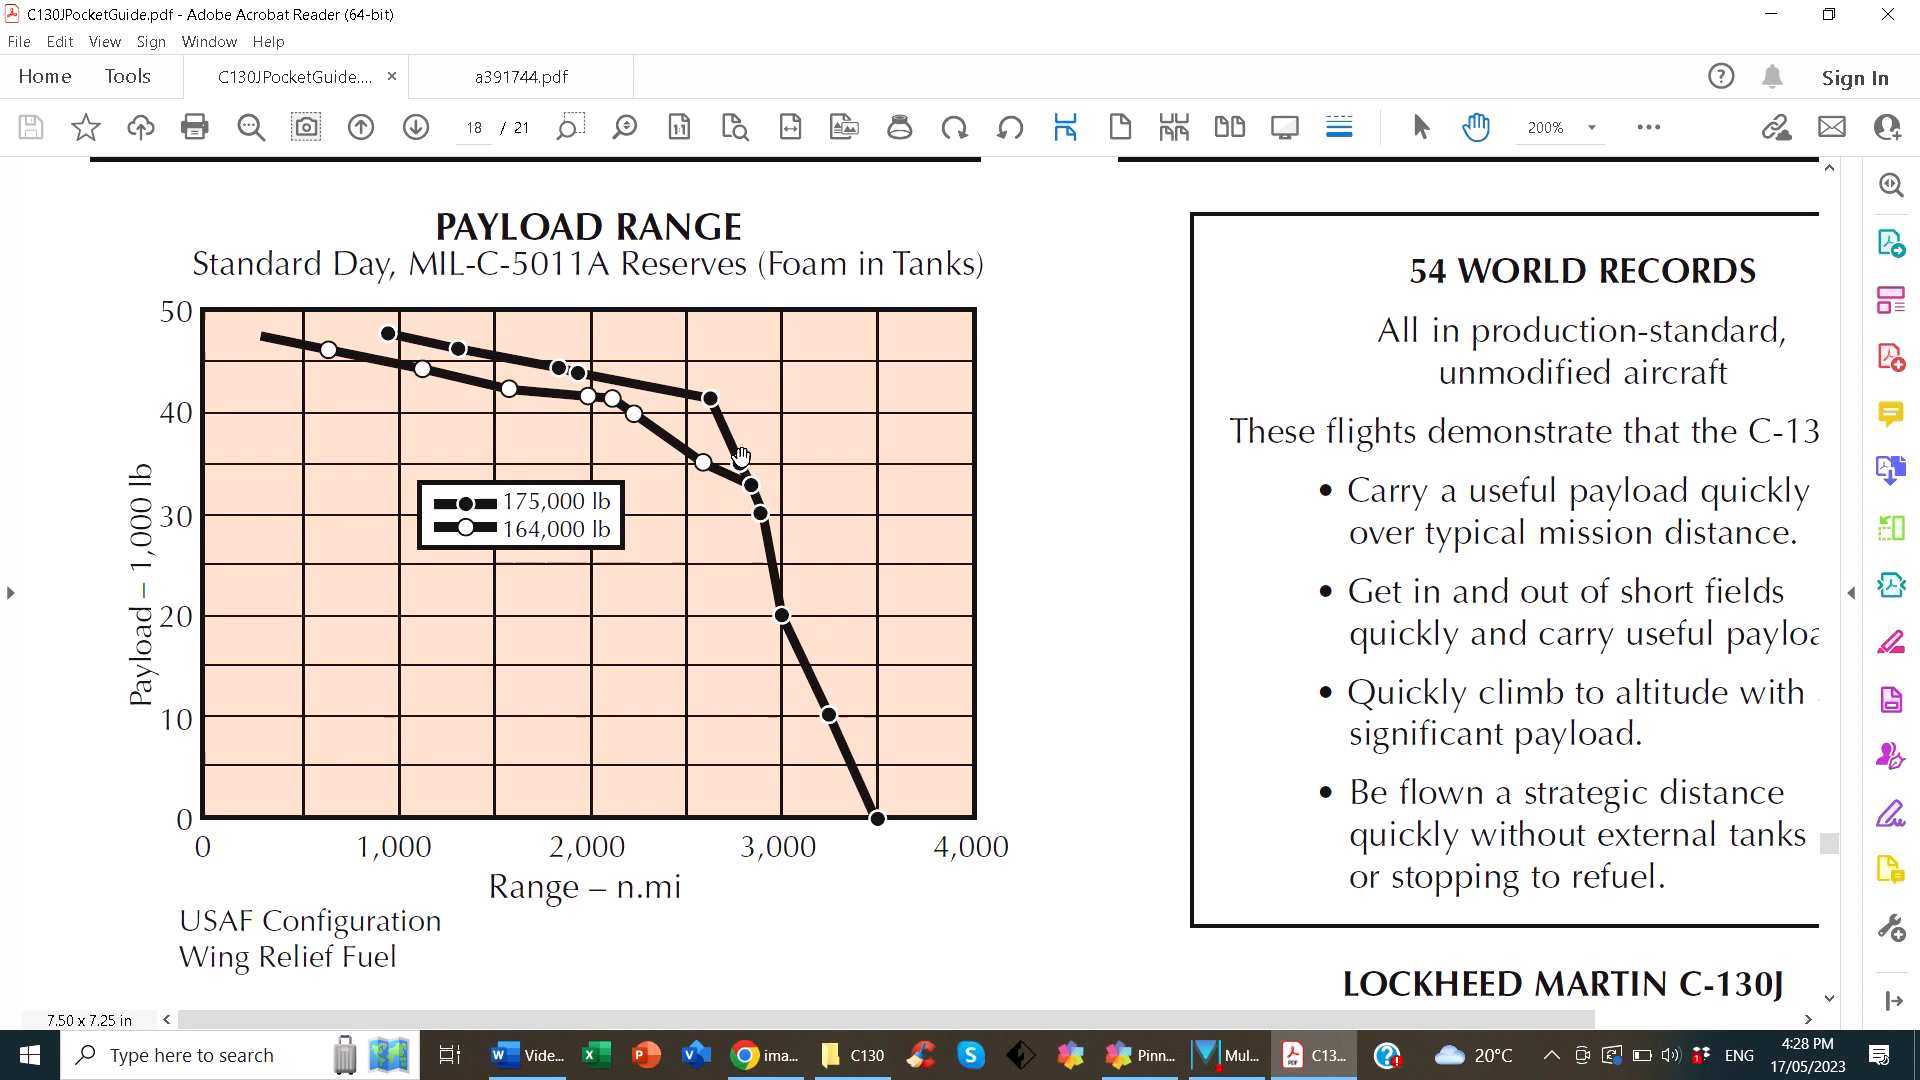 C130JPocketGuide.pdf - Adobe Acrobat Reader (64-bit)
File Edit View Sign Window Help
Home Tools C130JPocketGuide.... × a391744.pdf Sign In
18 / 21 200%
PAYLOAD RANGE
Standard Day, MIL-C-5011A Reserves (Foam in Tanks)
50
40
30
20
10
0
Payload – 1,000 lb
175,000 lb
164,000 lb
0 1,000 2,000 3,000 4,000
Range – n.mi
USAF Configuration
Wing Relief Fuel
54 WORLD RECORDS
All in production-standard,
unmodified aircraft
These flights demonstrate that the C-13
• Carry a useful payload quickly
over typical mission distance.
• Get in and out of short fields
quickly and carry useful payloa
• Quickly climb to altitude with
significant payload.
• Be flown a strategic distance
quickly without external tanks
or stopping to refuel.
LOCKHEED MARTIN C-130J
7.50 x 7.25 in
Type here to search
Vide...
ima...
C130
Pinn...
Mul...
C13...
20°C
ENG
4:28 PM
17/05/2023